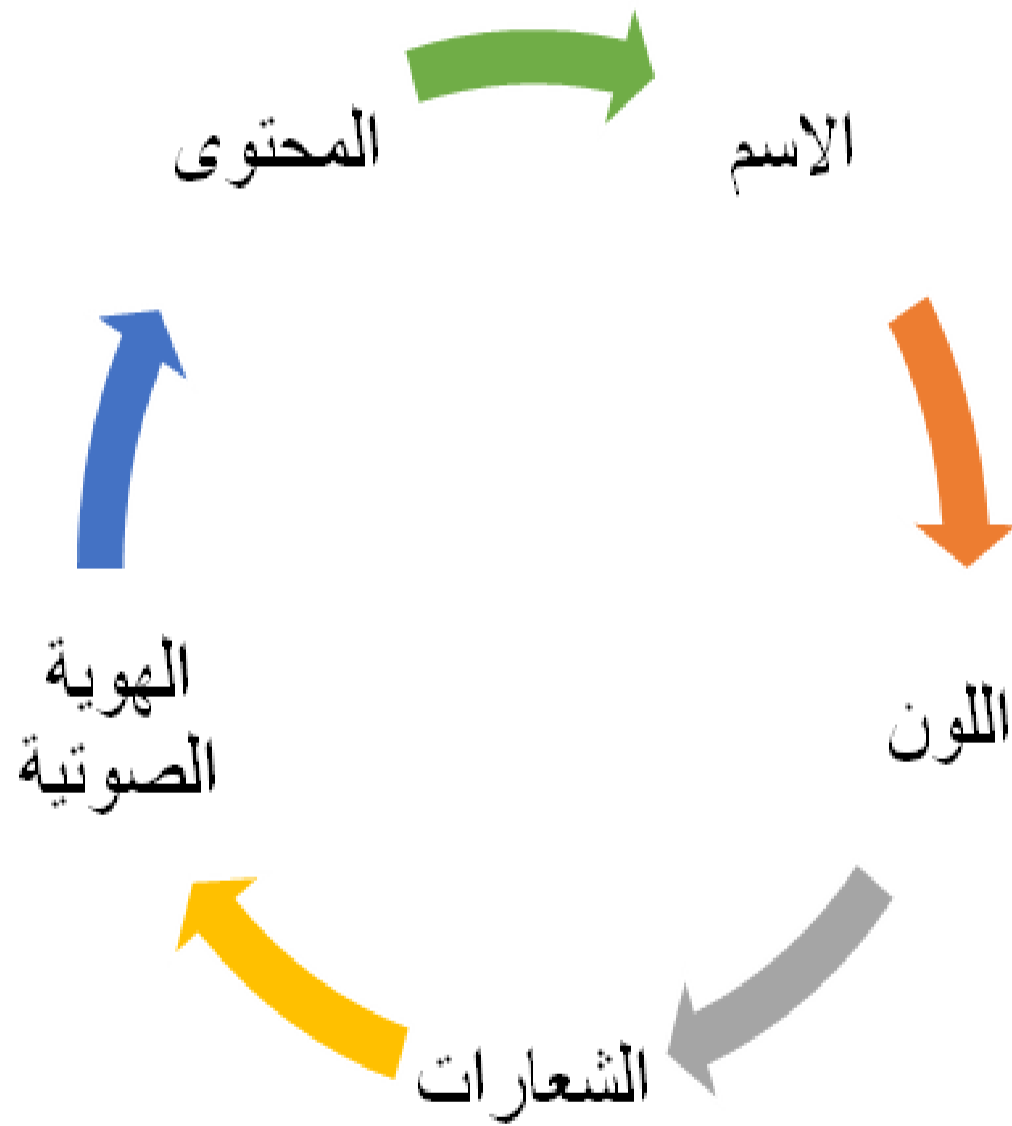 الاسم
اللون
الشعارات
الهوية
الصوتية
المحتوى